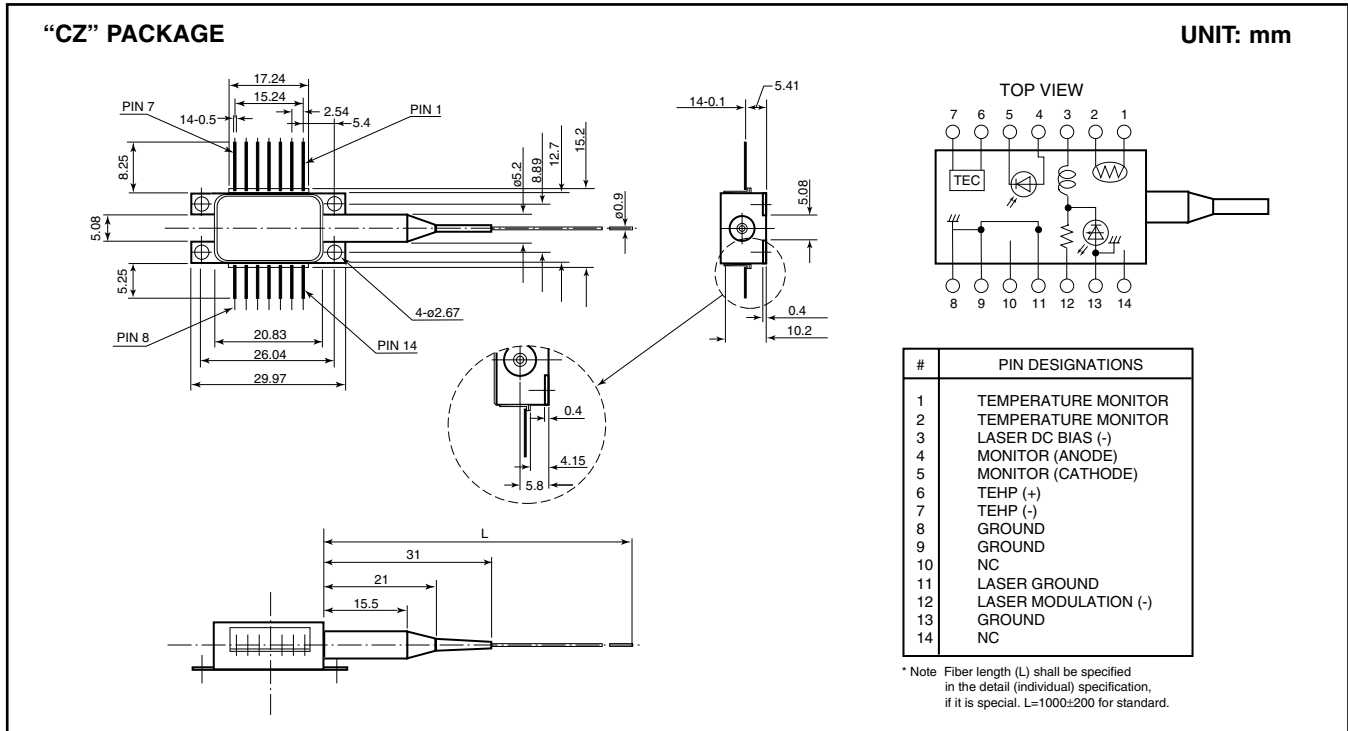 “CZ” PACKAGE
UNIT: mm
17.24
15.24
PIN 7
PIN 1
2.54
14-0.5
5.4
8.25
ø5.2
8.89
12.7
15.2
ø0.9
5.08
5.25
4-ø2.67
PIN 8
PIN 14
20.83
26.04
29.97
14-0.1
5.41
5.08
0.4
10.2
0.4
4.15
5.8
L
31
21
15.5
TOP VIEW
7 6 5 4 3 2 1
TEC
8 9 10 11 12 13 14
# PIN DESIGNATIONS
1 TEMPERATURE MONITOR
2 TEMPERATURE MONITOR
3 LASER DC BIAS (-)
4 MONITOR (ANODE)
5 MONITOR (CATHODE)
6 TEHP (+)
7 TEHP (-)
8 GROUND
9 GROUND
10 NC
11 LASER GROUND
12 LASER MODULATION (-)
13 GROUND
14 NC
* Note Fiber length (L) shall be specified
in the detail (individual) specification,
if it is special. L=1000±200 for standard.